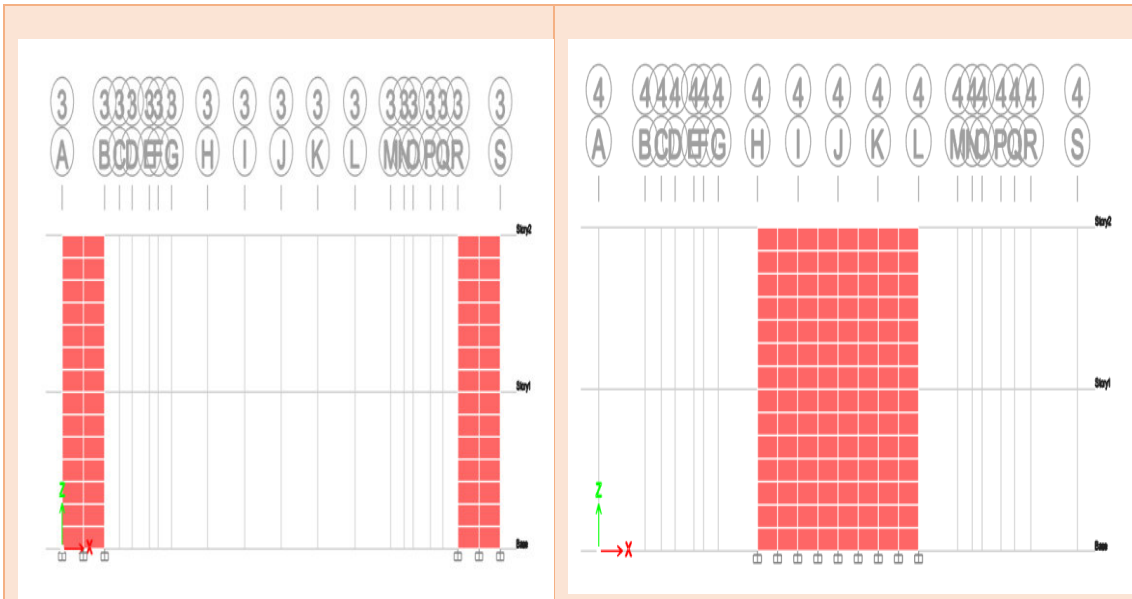 3 3 3 3 3 3 3 3 3 3 3 3 3 3 3 3 3 3 3
A B C D E F G H I J K L M N O P Q R S
Story2
Story1
Z
X
Base
4 4 4 4 4 4 4 4 4 4 4 4 4 4 4 4 4 4 4
A B C D E F G H I J K L M N O P Q R S
Story2
Story1
Z
X
Base